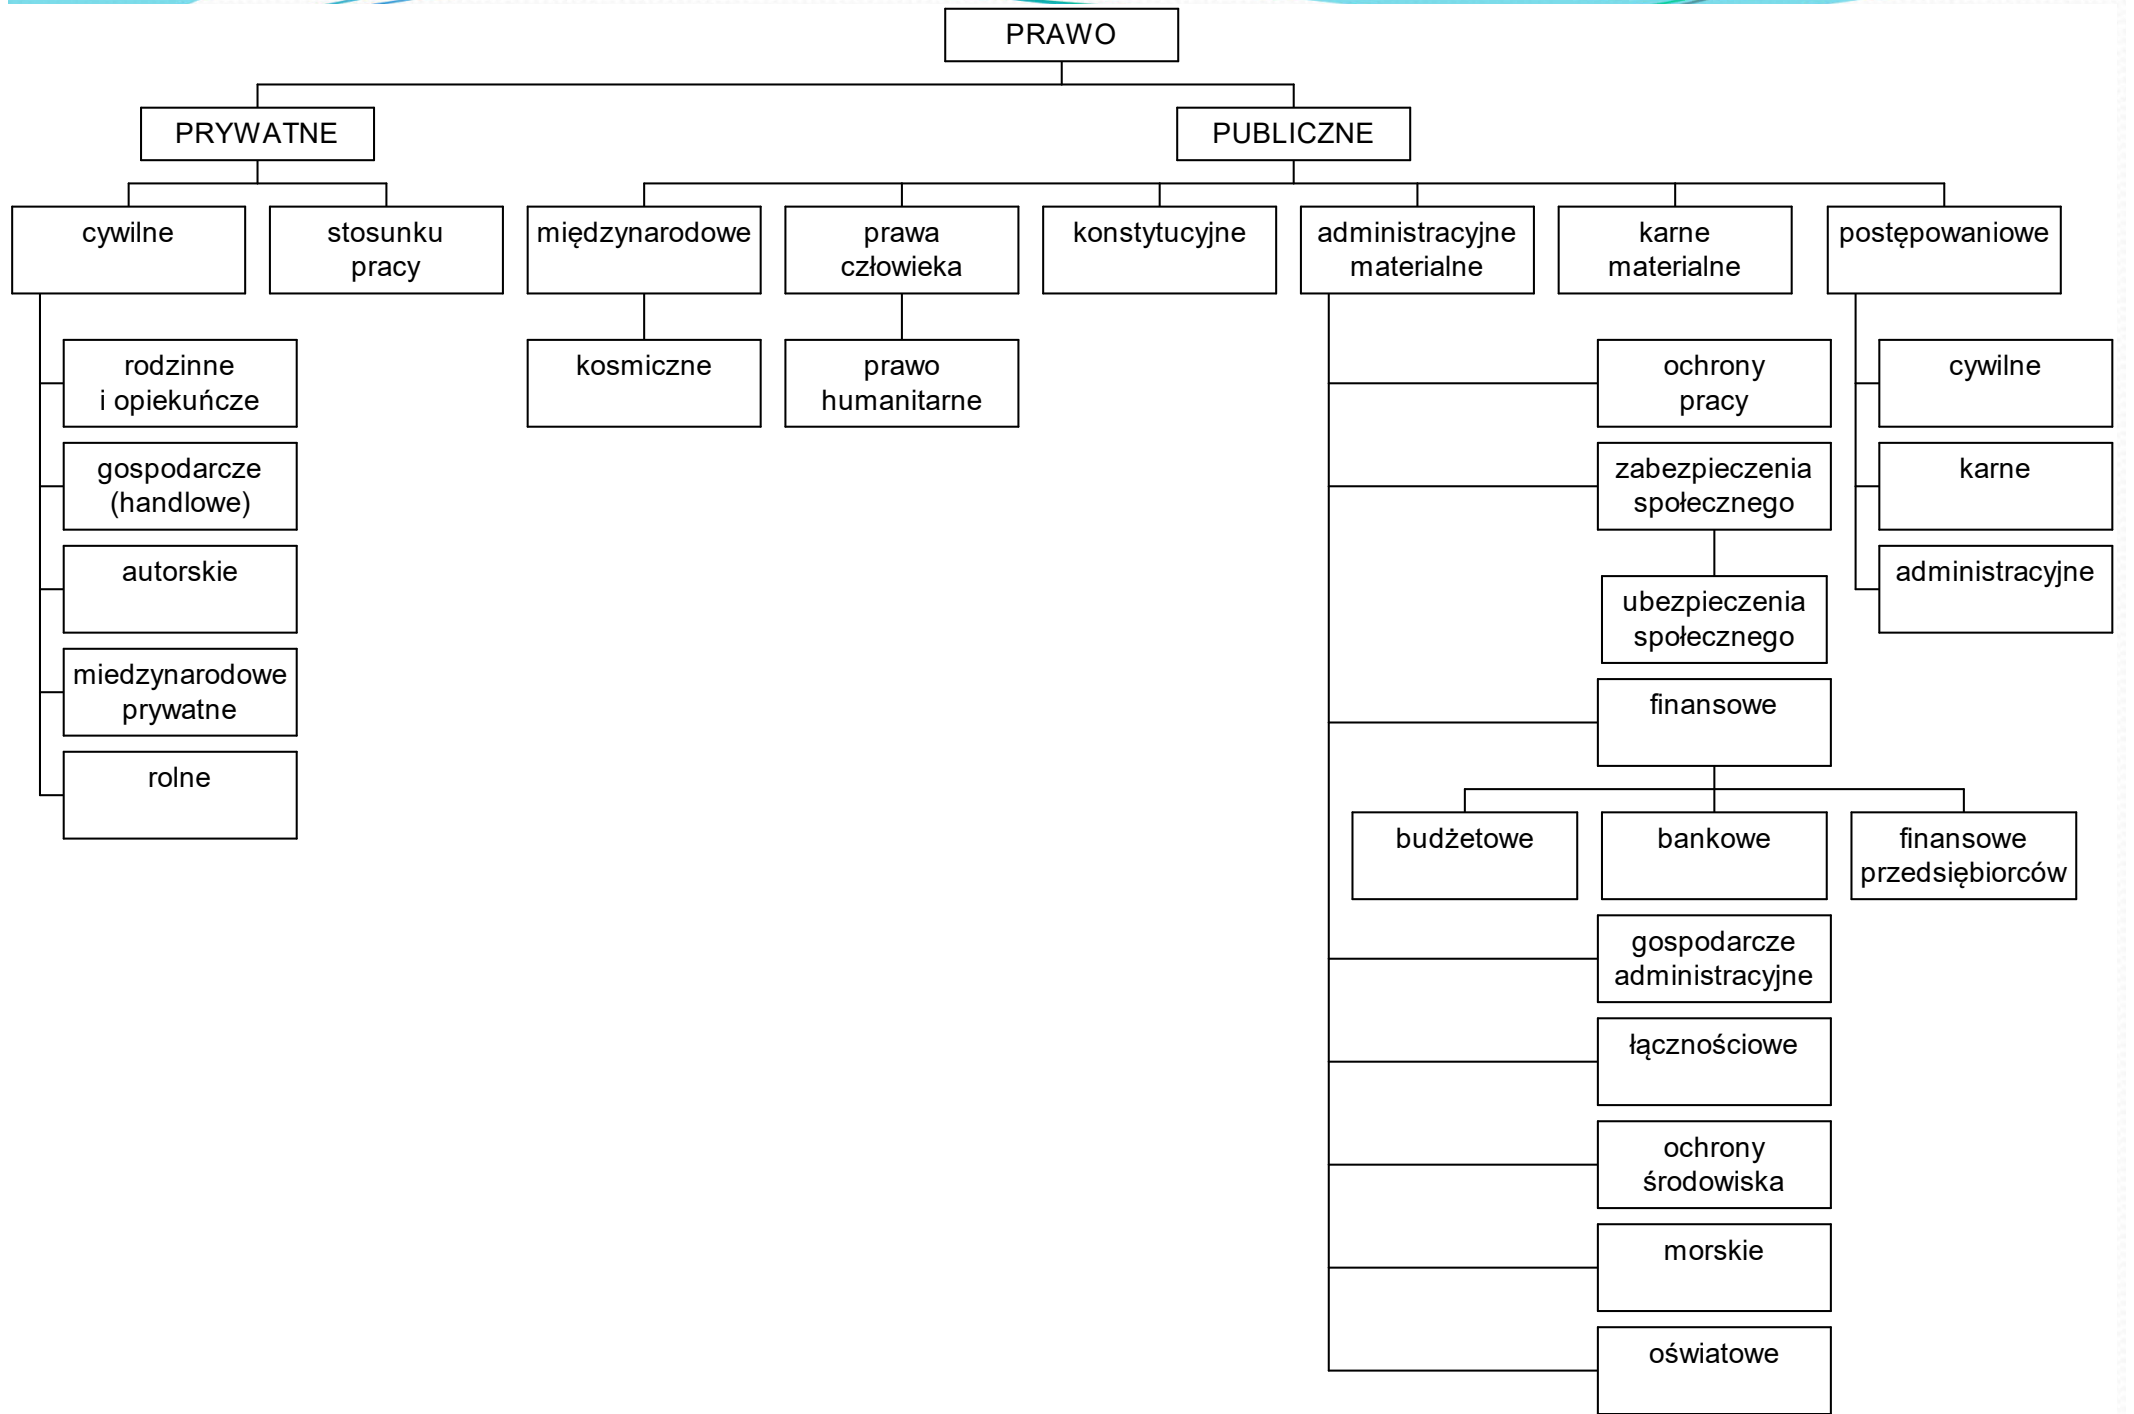 PRAWO
PRYWATNE
PUBLICZNE
cywilne
stosunku
pracy
międzynarodowe
prawa
człowieka
konstytucyjne
administracyjne
materialne
karne
materialne
postępowaniowe
rodzinne
i opiekuńcze
gospodarcze
(handlowe)
autorskie
miedzynarodowe
prywatne
rolne
kosmiczne
prawo
humanitarne
ochrony
pracy
zabezpieczenia
społecznego
ubezpieczenia
społecznego
finansowe
budżetowe
bankowe
finansowe
przedsiębiorców
gospodarcze
administracyjne
łącznościowe
ochrony
środowiska
morskie
oświatowe
cywilne
karne
administracyjne